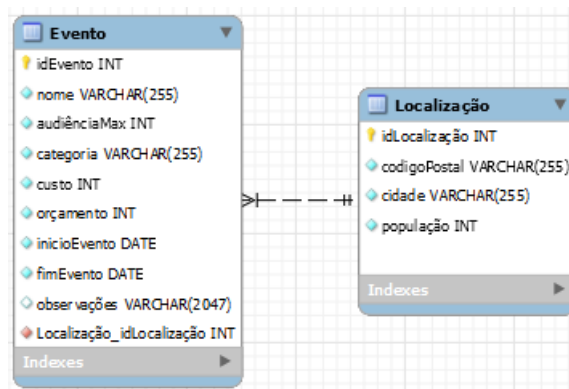 Evento
idEvento INT
nome VARCHAR(255)
audiênciaMax INT
categoria VARCHAR(255)
custo INT
orçamento INT
inicioEvento DATE
fimEvento DATE
observações VARCHAR(2047)
Localização_idLocalização INT
Indexes
Localização
idLocalização INT
codigoPostal VARCHAR(255)
cidade VARCHAR(255)
população INT
Indexes